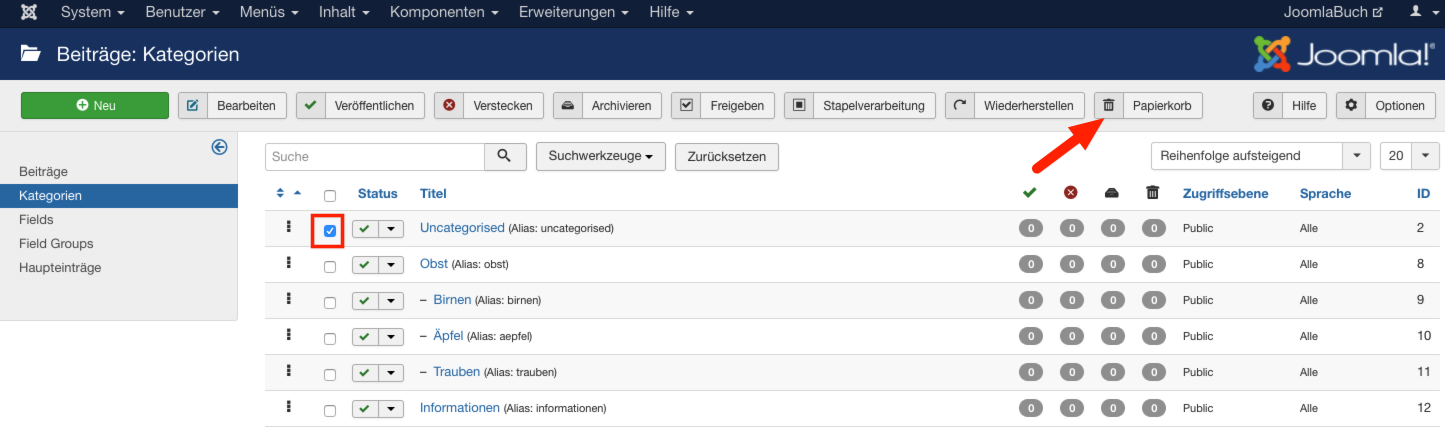 System Benutzer Menüs Inhalt Komponenten Erweiterungen Hilfe JoomlaBuch
Beiträge: Kategorien Joomla!®
Neu Bearbeiten Veröffentlichen Verstecken Archivieren Freigeben Stapelverarbeitung Wiederherstellen Papierkorb Hilfe Optionen
Suche Suchwerkzeuge Zurücksetzen Reihenfolge aufsteigend 20
Beiträge
Kategorien
Fields
Field Groups
Haupteinträge
Status Titel Zugriffsebene Sprache ID
Uncategorised (Alias: uncategorised) 0 0 0 0 Public Alle 2
Obst (Alias: obst) 0 0 0 0 Public Alle 8
– Birnen (Alias: birnen) 0 0 0 0 Public Alle 9
– Äpfel (Alias: aepfel) 0 0 0 0 Public Alle 10
– Trauben (Alias: trauben) 0 0 0 0 Public Alle 11
Informationen (Alias: informationen) 0 0 0 0 Public Alle 12